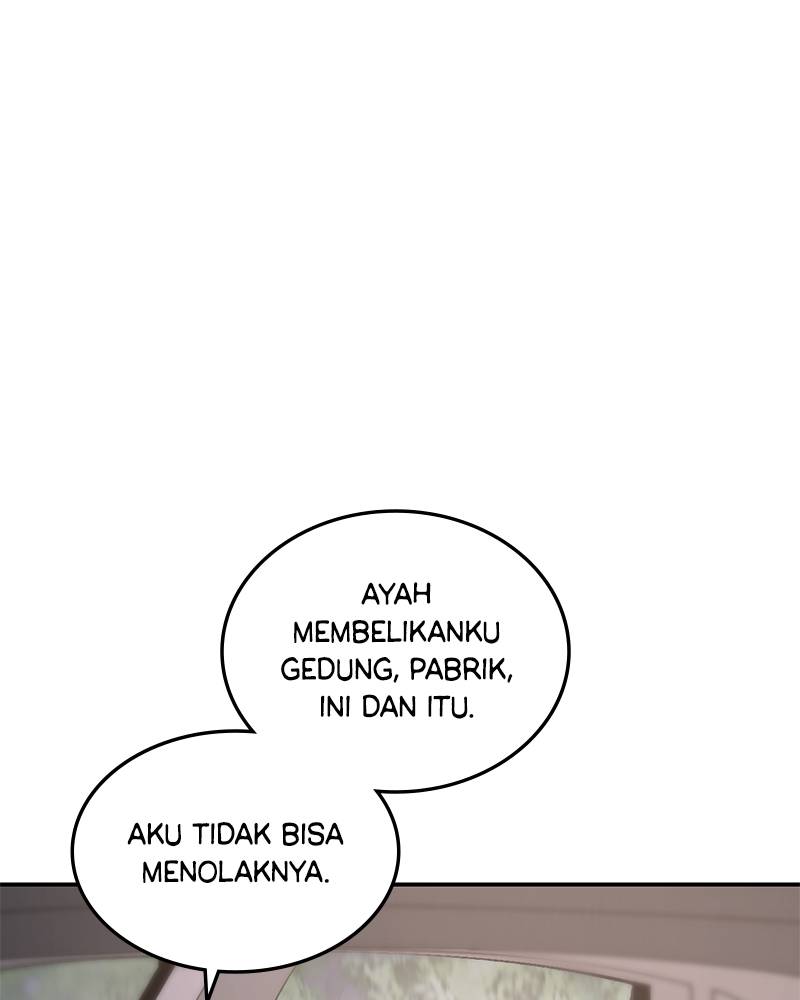 AYAH
MEMBELIKANKU
GEDUNG, PABRIK,
INI DAN ITU.
AKU TIDAK BISA
MENOLAKNYA.